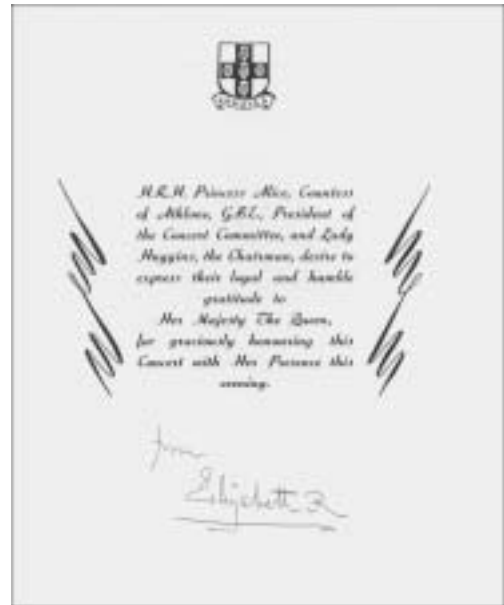 H.R.H. Princess Alice, Countess
of Athlone, G.B.E., President of
the Concert Committee, and Lady
Huggins, the Chairman, desire to
express their loyal and humble
gratitude to
Her Majesty The Queen,
for graciously honouring this
Concert with Her Presence this
evening.
from
Elizabeth R